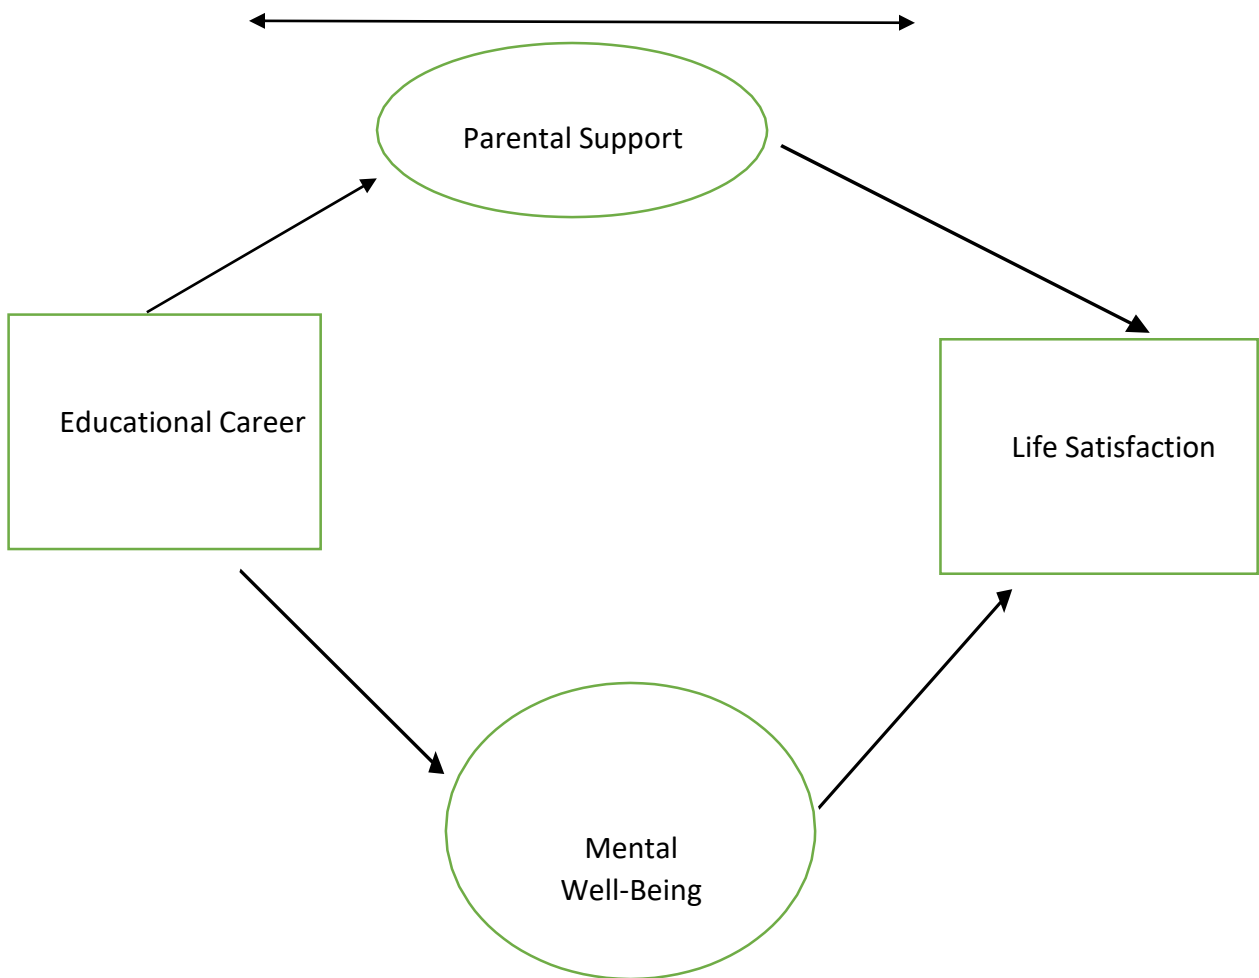 Parental Support
Educational Career
Life Satisfaction
Mental
Well-Being